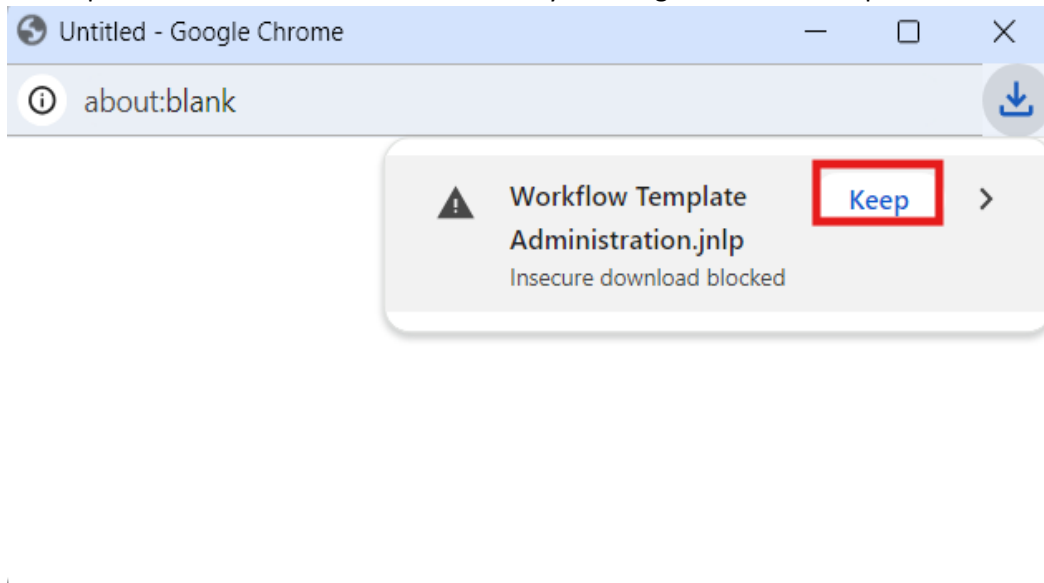 Untitled - Google Chrome
about:blank
Workflow Template
Keep
Administration.jnlp
Insecure download blocked